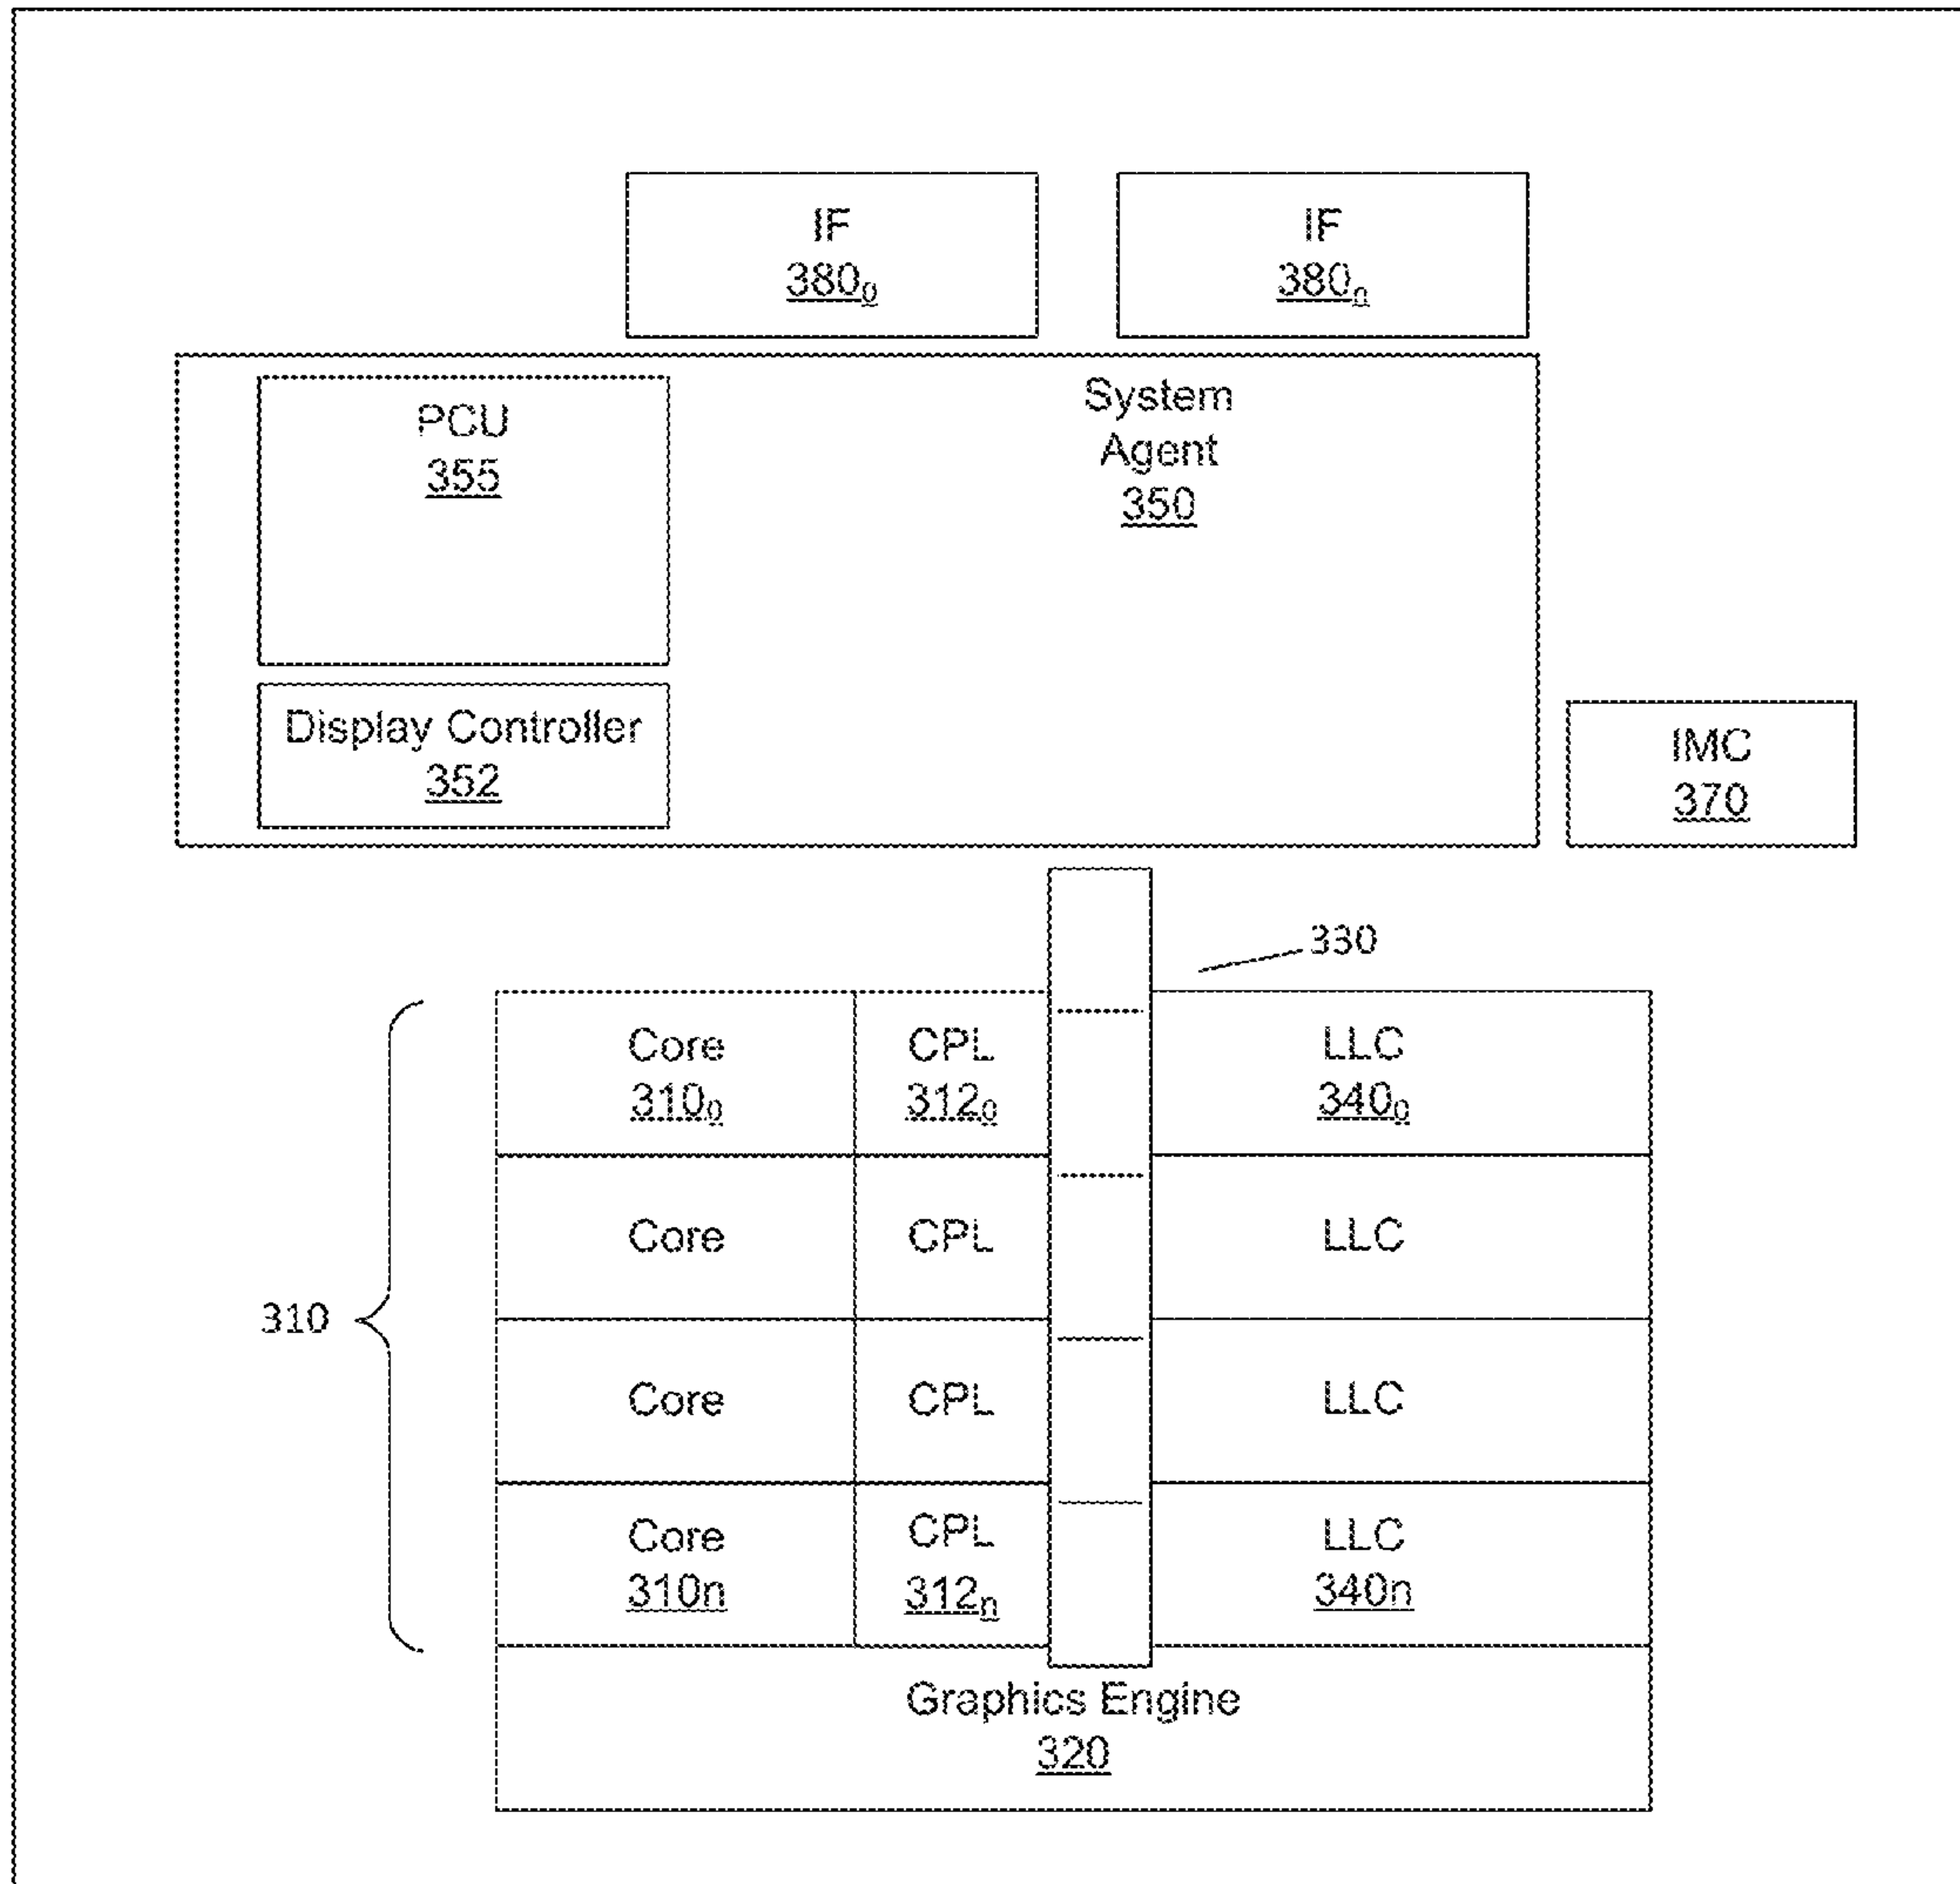 IF
380₀
IF
380ₙ
PCU
355
System
Agent
350
Display Controller
352
IMC
370
330
Core
310₀
CPL
312₀
LLC
340₀
Core
CPL
LLC
310
Core
CPL
LLC
Core
310n
CPL
312ₙ
LLC
340n
Graphics Engine
320